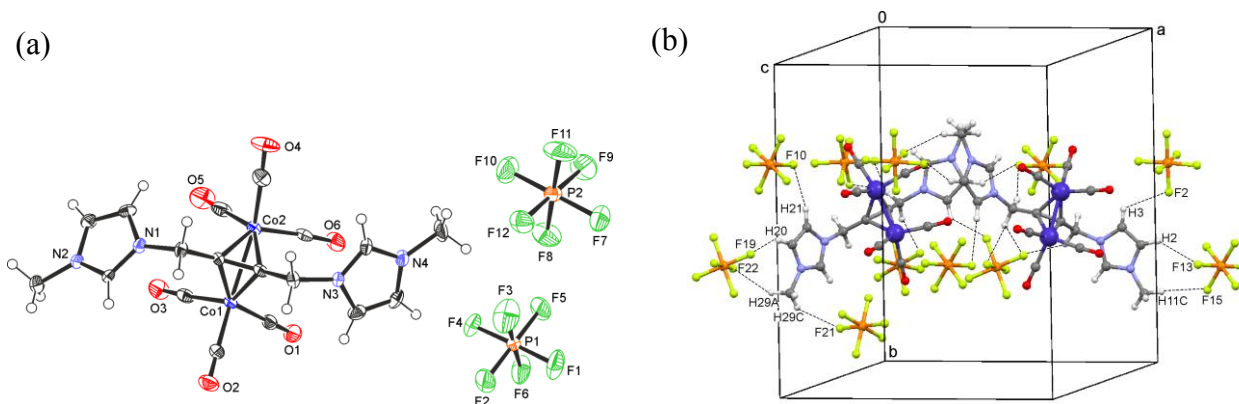 (a)
O4
F11
F10
F9
O5
P2
Co2
O6
F12
F7
F8
N1
N2
N4
N3
F3
F5
O3
Co1
F4
P1
O1
F1
O2
F2
F6
(b)
0
a
c
F10
F2
H21
H3
F19
H20
H2
F22
F13
H29A
H11C
F15
H29C
F21
b